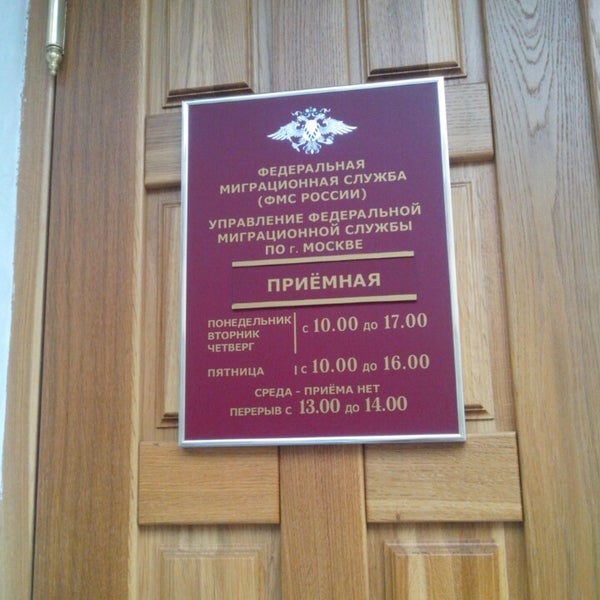 ФЕДЕРАЛЬНАЯ
МИГРАЦИОННАЯ СЛУЖБА
(ФМС РОССИИ)
УПРАВЛЕНИЕ ФЕДЕРАЛЬНОЙ
МИГРАЦИОННОЙ СЛУЖБЫ
ПО г. МОСКВЕ
ПРИЁМНАЯ
ПОНЕДЕЛЬНИК
ВТОРНИК
ЧЕТВЕРГ
с 10.00 до 17.00
ПЯТНИЦА с 10.00 до 16.00
СРЕДА - ПРИЁМА НЕТ
ПЕРЕРЫВ С 13.00 до 14.00